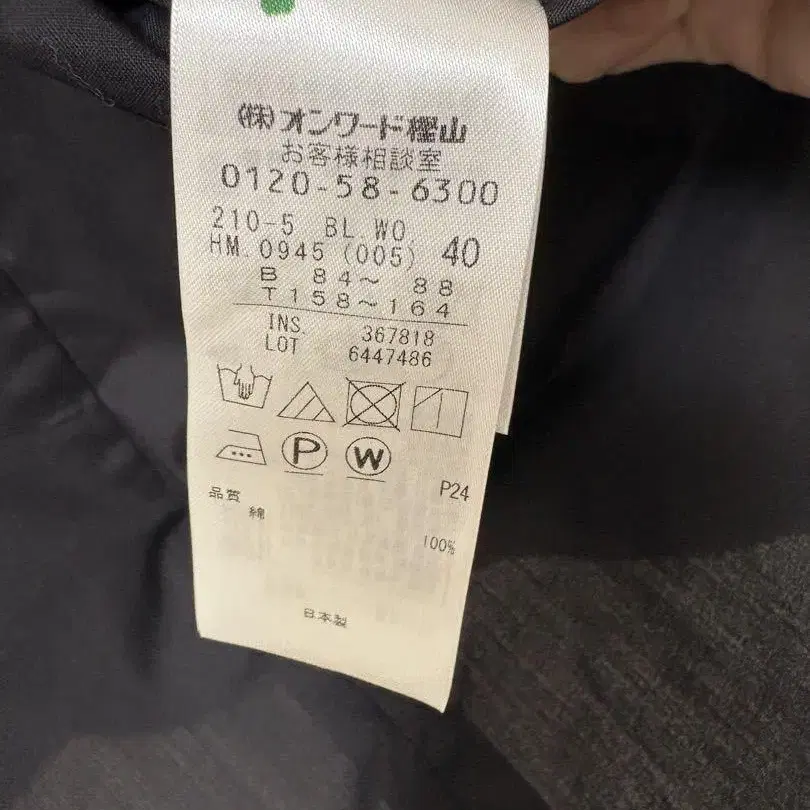 (株)オンワード樫山
お客様相談室
0120-58-6300
210-5 BL.WO.
HM.0945 (005) 40
B 84～ 88
T158～164
INS. 367818
LOT 6447486
P W
P24
品質
綿
100%
日本製